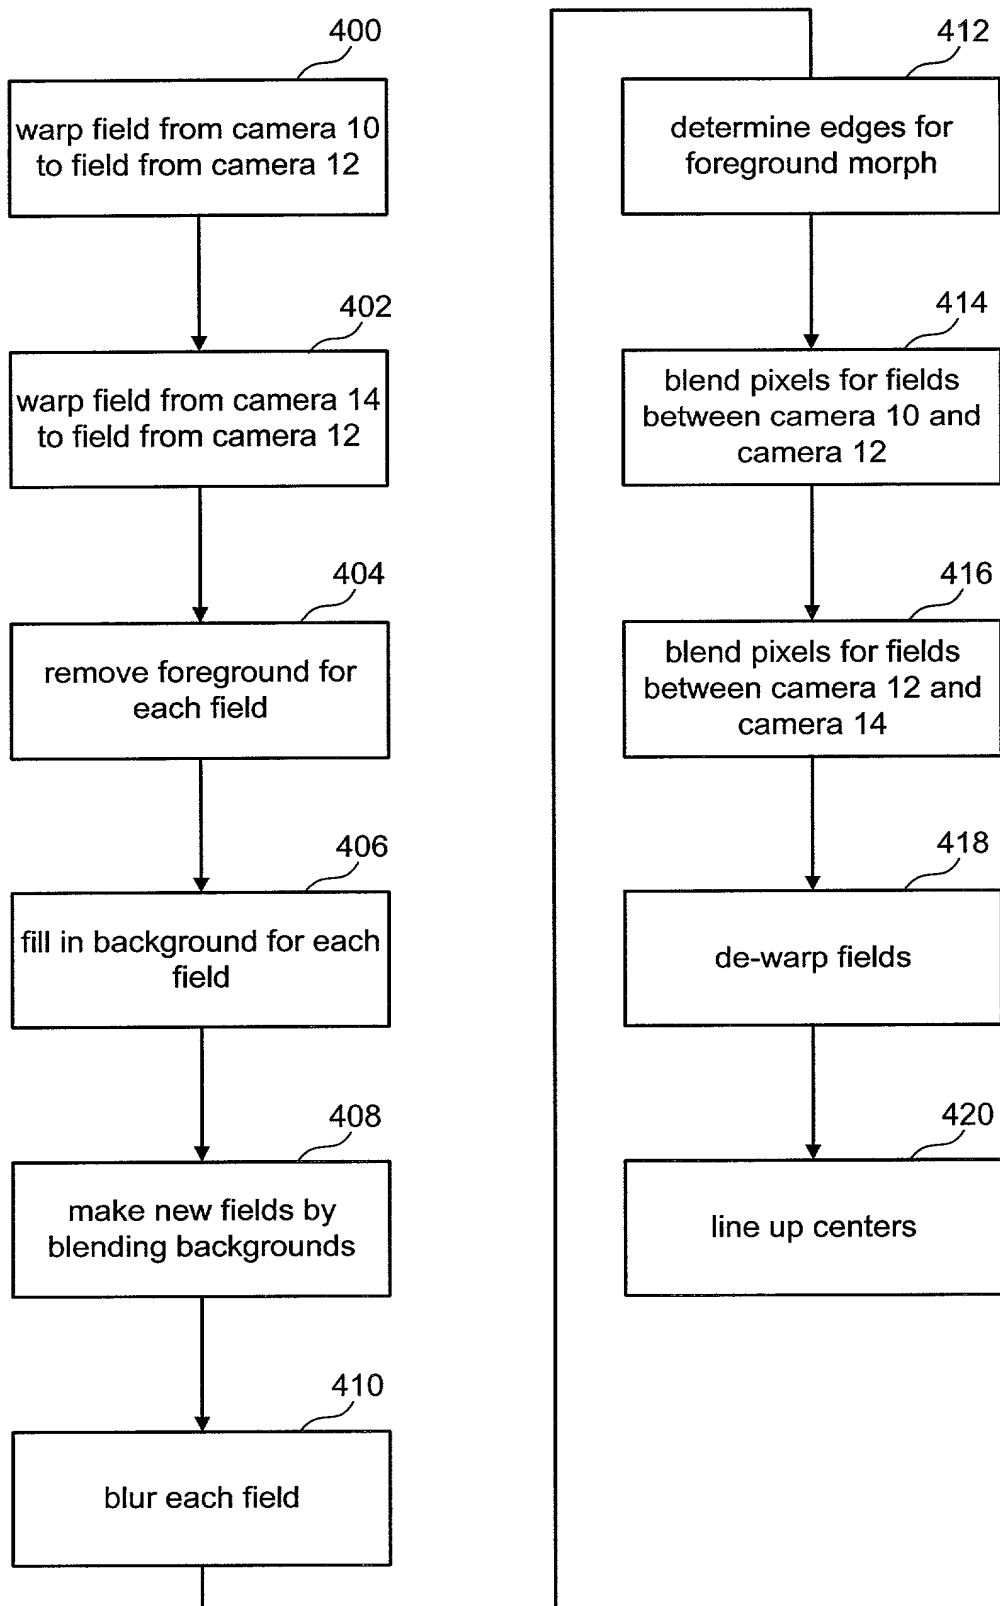 400
warp field from camera 10
to field from camera 12
402
warp field from camera 14
to field from camera 12
404
remove foreground for
each field
406
fill in background for each
field
408
make new fields by
blending backgrounds
410
blur each field
412
determine edges for
foreground morph
414
blend pixels for fields
between camera 10 and
camera 12
416
blend pixels for fields
between camera 12 and
camera 14
418
de-warp fields
420
line up centers